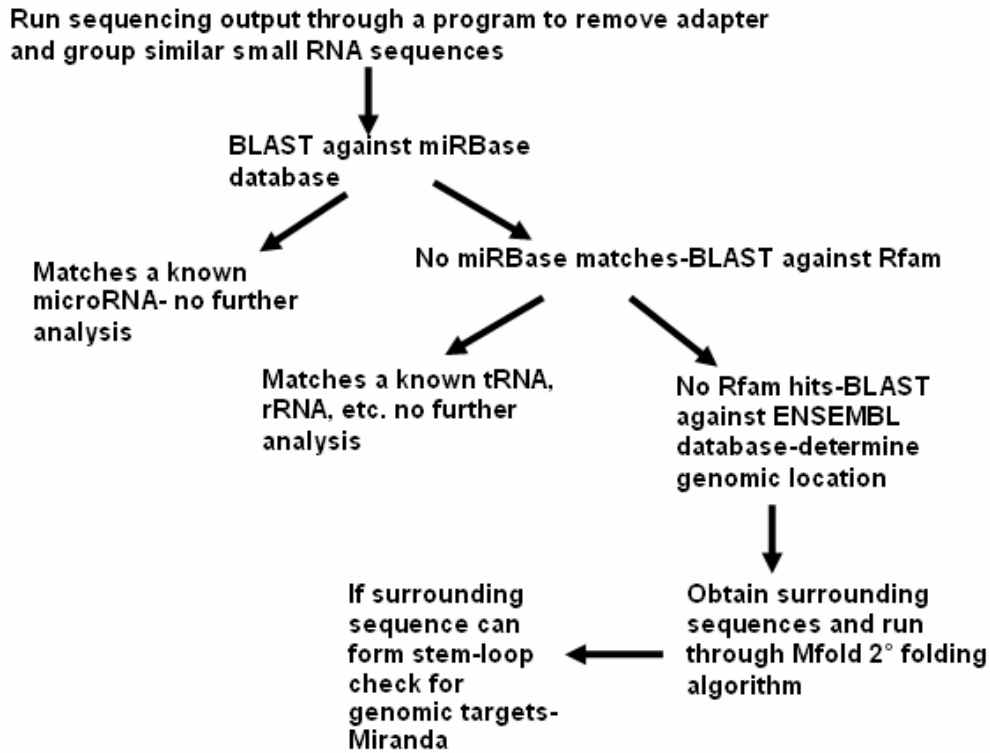 Run sequencing output through a program to remove adapter
and group similar small RNA sequences
BLAST against miRBase
database
Matches a known
microRNA- no further
analysis
No miRBase matches-BLAST against Rfam
Matches a known tRNA,
rRNA, etc. no further
analysis
No Rfam hits-BLAST
against ENSEMBL
database-determine
genomic location
Obtain surrounding
sequences and run
through Mfold 2° folding
algorithm
If surrounding
sequence can
form stem-loop
check for
genomic targets-
Miranda